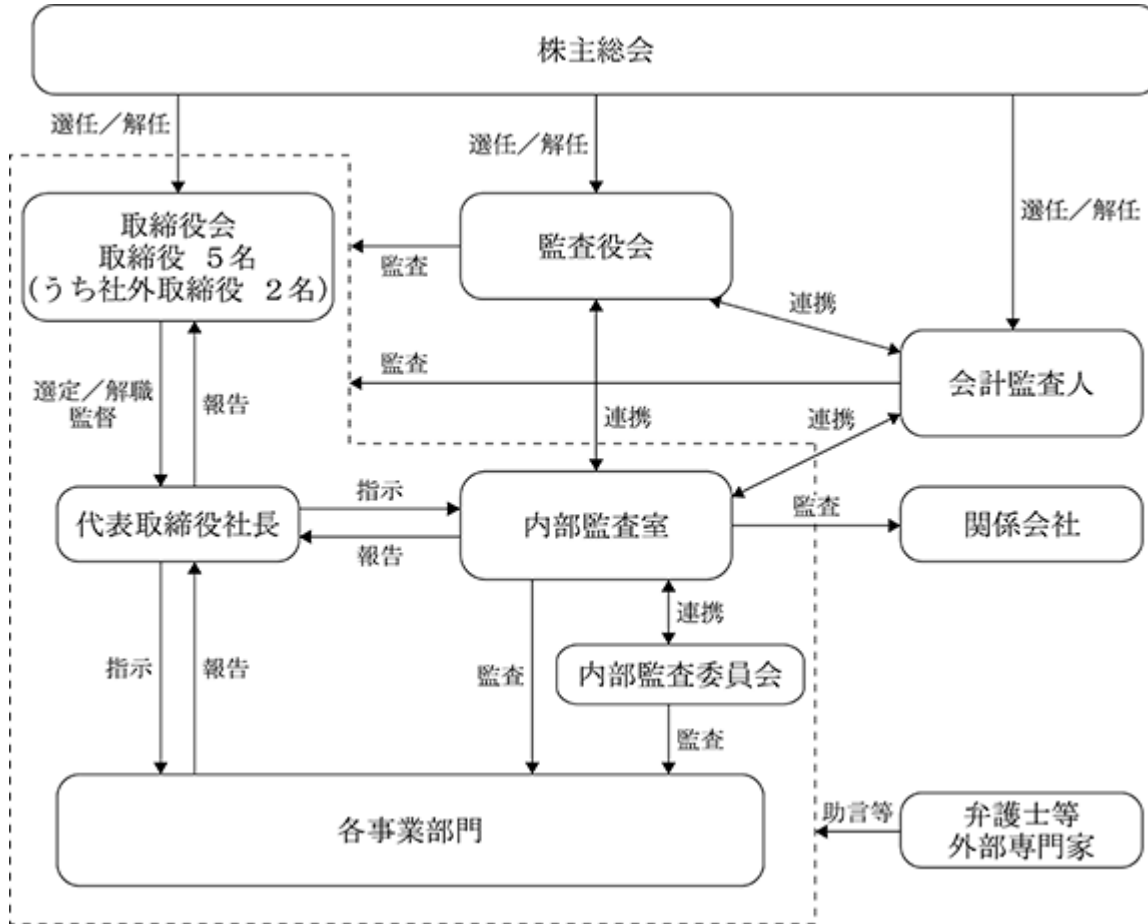 株主総会
選任／解任
選任／解任
選任／解任
取締役会
取締役 5名
(うち社外取締役 2名)
監査役会
監査
連携
会計監査人
監査
選定／解職
監督
報告
連携
連携
代表取締役社長
指示
報告
内部監査室
監査
関係会社
連携
指示
報告
監査
内部監査委員会
監査
各事業部門
助言等
弁護士等
外部専門家